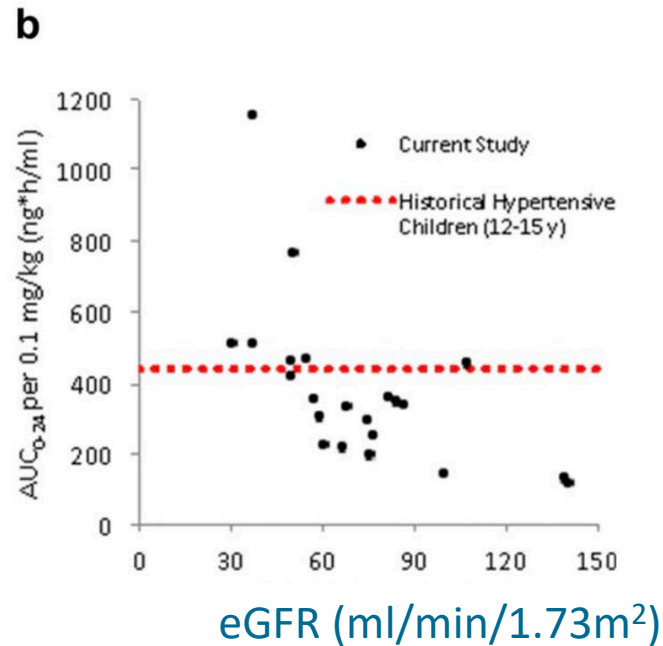 b
AUC0-24 per 0.1 mg/kg (ng*h/ml)
1200
1000
800
600
400
200
0
Current Study
Historical Hypertensive
Children (12-15 y)
0 30 60 90 120 150
eGFR (ml/min/1.73m²)